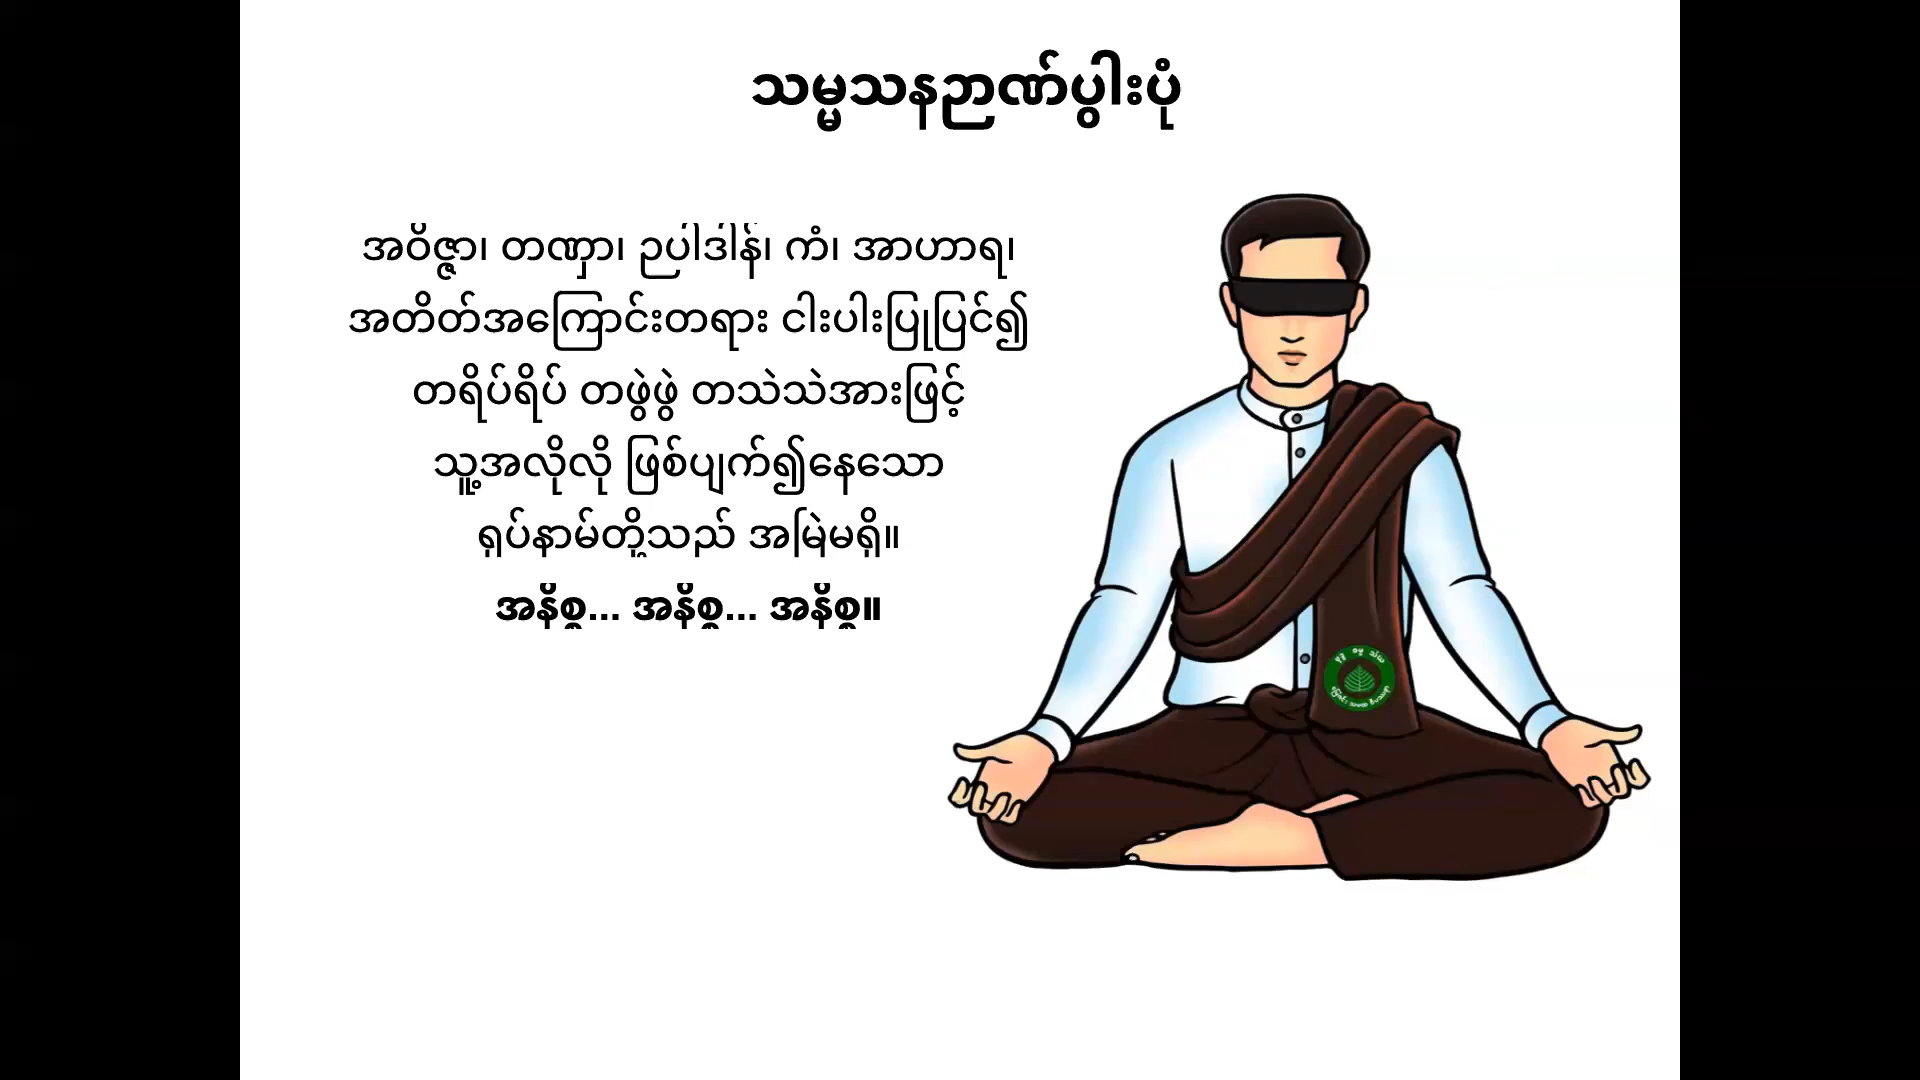 သမ္မသနဉာဏ်ပွါးပုံ
အဝိဇ္ဇာ၊ တဏှာ၊ ဥပါဒါန်၊ ကံ၊ အာဟာရ၊
အတိတ်အကြောင်းတရား ငါးပါးပြုပြင်၍
တရိပ်ရိပ် တဖွဲဖွဲ တသဲသဲအားဖြင့်
သူ့အလိုလို ဖြစ်ပျက်၍နေသော
ရုပ်နာမ်တို့သည် အမြဲမရှိ။
အနိစ္စ... အနိစ္စ... အနိစ္စ။